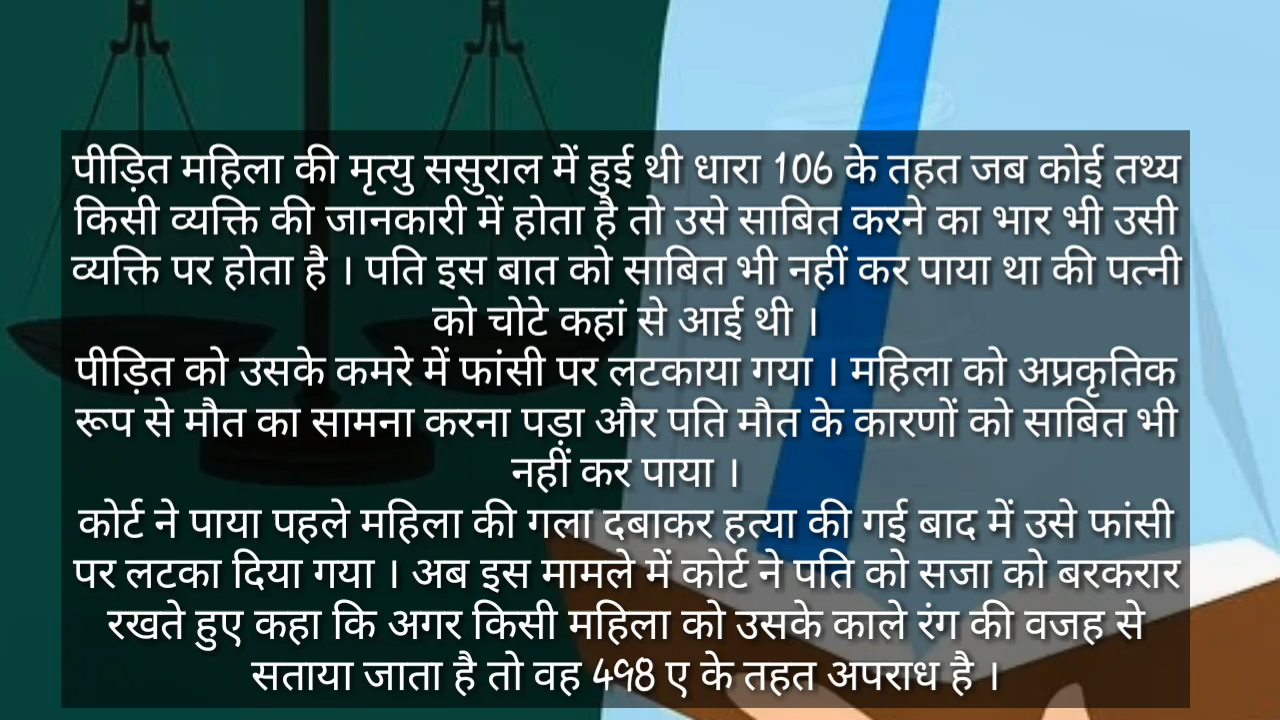 पीड़ित महिला की मृत्यु ससुराल में हुई थी धारा 106 के तहत जब कोई तथ्य
किसी व्यक्ति की जानकारी में होता है तो उसे साबित करने का भार भी उसी
व्यक्ति पर होता है । पति इस बात को साबित भी नहीं कर पाया था की पत्नी
को चोटे कहां से आई थी ।
पीड़ित को उसके कमरे में फांसी पर लटकाया गया । महिला को अप्रकृतिक
रूप से मौत का सामना करना पड़ा और पति मौत के कारणों को साबित भी
नहीं कर पाया ।
कोर्ट ने पाया पहले महिला की गला दबाकर हत्या की गई बाद में उसे फांसी
पर लटका दिया गया । अब इस मामले में कोर्ट ने पति को सजा को बरकरार
रखते हुए कहा कि अगर किसी महिला को उसके काले रंग की वजह से
सताया जाता है तो वह 498 ए के तहत अपराध है ।